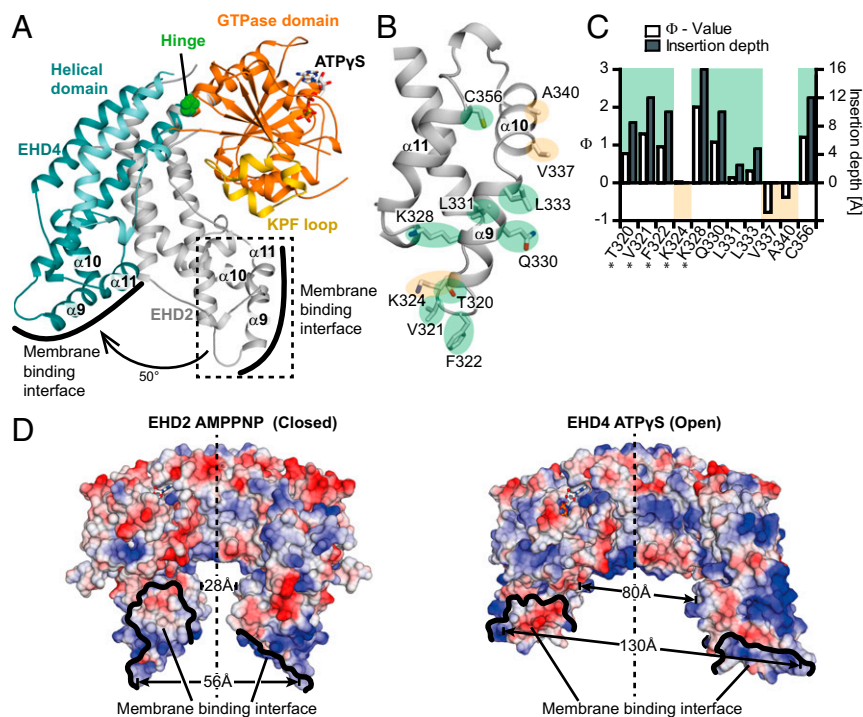 A
GTPase domain
Hinge
ATPγS
Helical
domain
EHD4
KPF loop
α10
α11
α9
α10
α11
α9
EHD2
Membrane
binding
interface
50°
Membrane
binding
interface
B
C356
A340
α10
α11
V337
L331
L333
K328
α9
Q330
K324
T320
V321
F322
C
Φ - Value
Insertion depth
3
2
1
0
-1
Φ
16
12
8
4
0
Insertion depth [Å]
* T320
* V321
* F322
* K324
* K328
Q330
L331
L333
V337
A340
C356
D
EHD2 AMPPNP (Closed)
28Å
56Å
Membrane binding interface
EHD4 ATPγS (Open)
80Å
130Å
Membrane binding interface